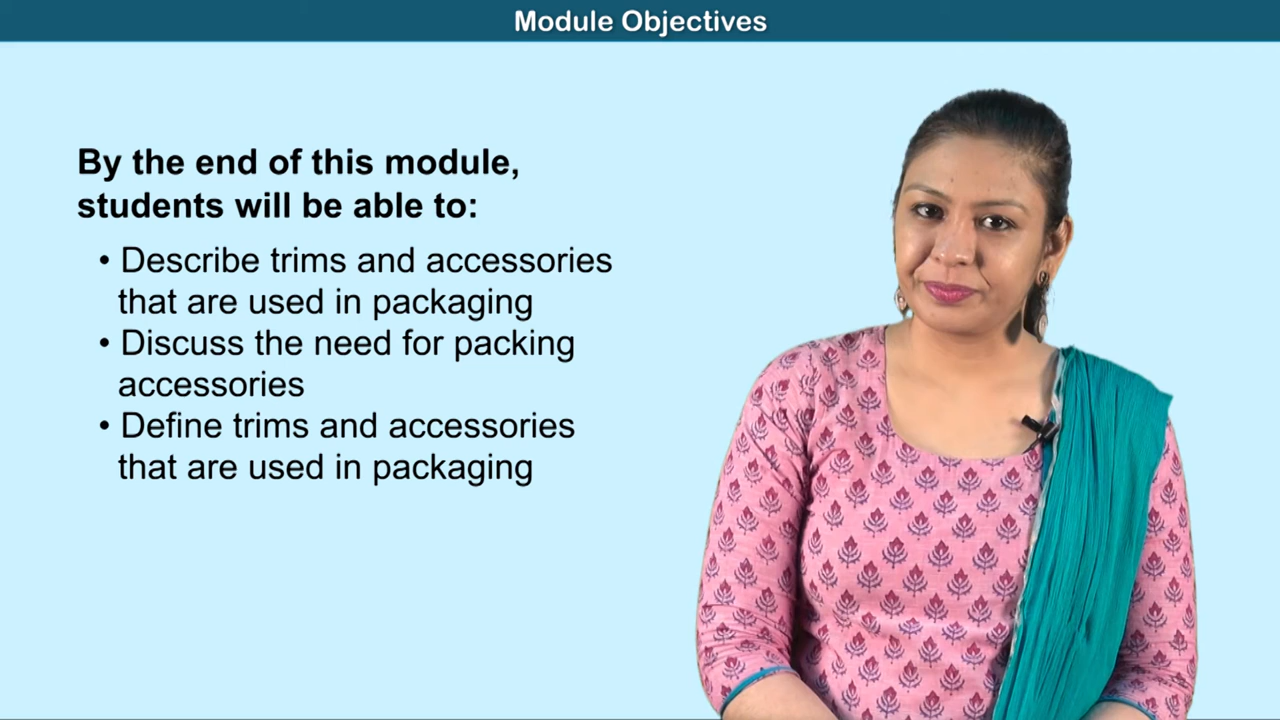 Module Objectives
By the end of this module,
students will be able to:
• Describe trims and accessories
that are used in packaging
• Discuss the need for packing
accessories
• Define trims and accessories
that are used in packaging